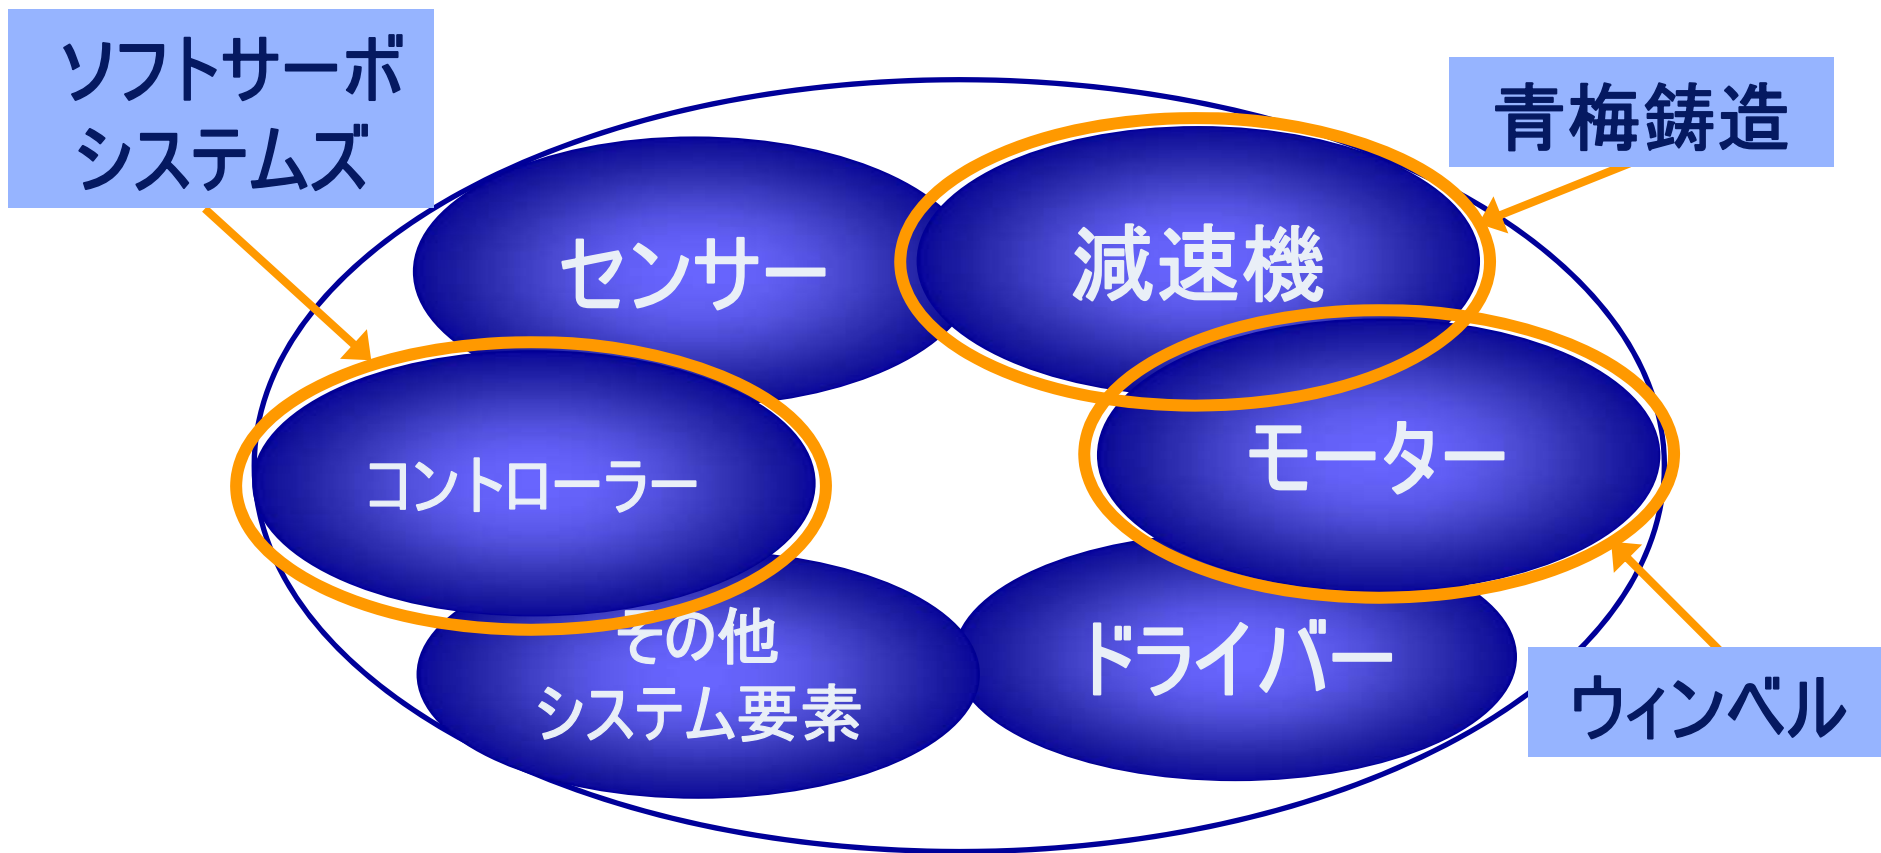 ソフトサーボ
システムズ
青梅鋳造
センサー
減速機
コントローラー
モーター
その他
システム要素
ドライバー
ウィンベル